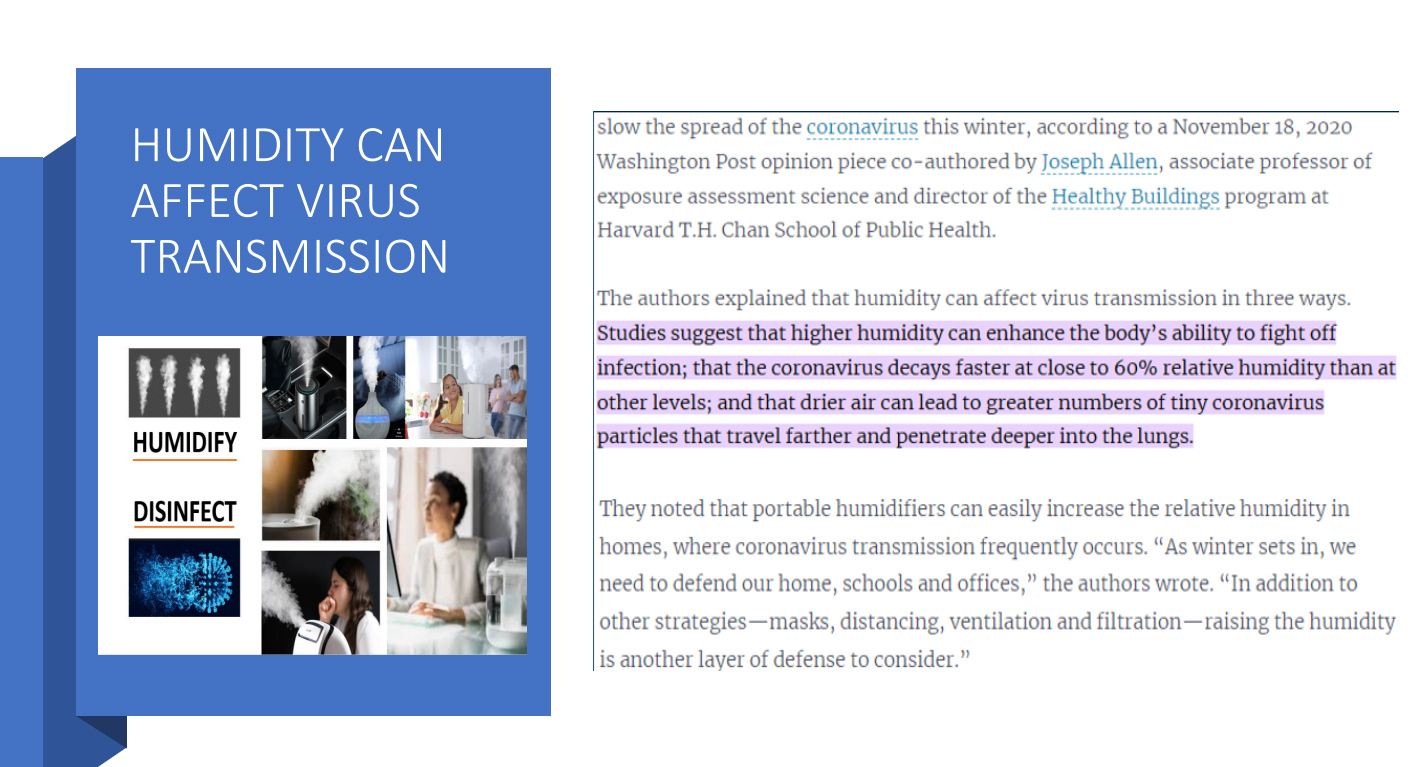 HUMIDITY CAN
AFFECT VIRUS
TRANSMISSION
HUMIDIFY
DISINFECT
slow the spread of the coronavirus this winter, according to a November 18, 2020
Washington Post opinion piece co-authored by Joseph Allen, associate professor of
exposure assessment science and director of the Healthy Buildings program at
Harvard T.H. Chan School of Public Health.
The authors explained that humidity can affect virus transmission in three ways.
Studies suggest that higher humidity can enhance the body’s ability to fight off
infection; that the coronavirus decays faster at close to 60% relative humidity than at
other levels; and that drier air can lead to greater numbers of tiny coronavirus
particles that travel farther and penetrate deeper into the lungs.
They noted that portable humidifiers can easily increase the relative humidity in
homes, where coronavirus transmission frequently occurs. “As winter sets in, we
need to defend our home, schools and offices,” the authors wrote. “In addition to
other strategies—masks, distancing, ventilation and filtration—raising the humidity
is another layer of defense to consider.”